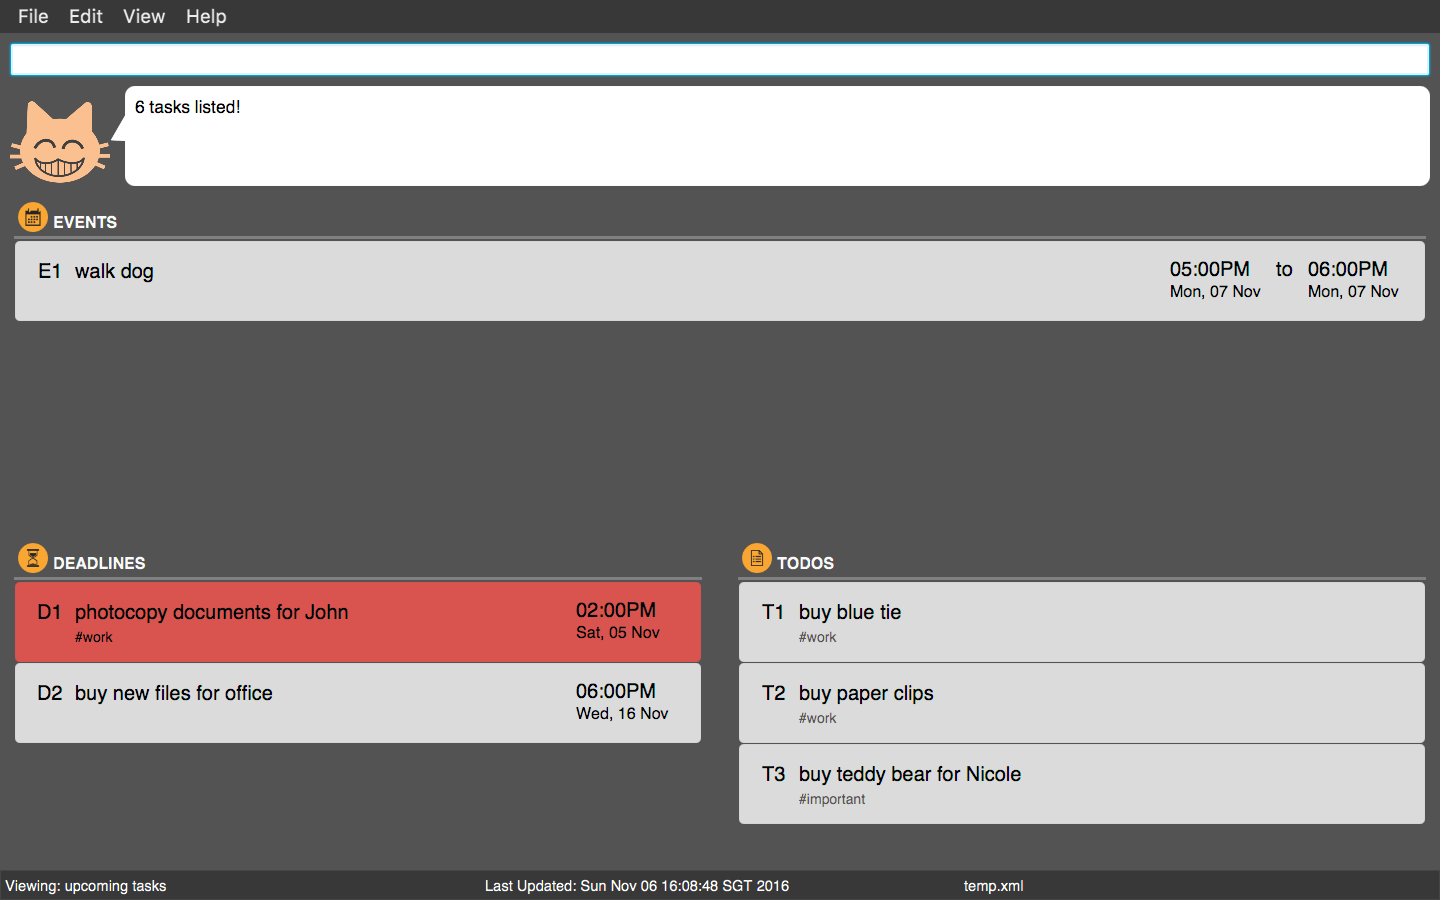 File Edit View Help
6 tasks listed!
EVENTS
E1 walk dog 05:00PM to 06:00PM
Mon, 07 Nov Mon, 07 Nov
DEADLINES
D1 photocopy documents for John 02:00PM
#work Sat, 05 Nov
D2 buy new files for office 06:00PM
Wed, 16 Nov
TODOS
T1 buy blue tie
#work
T2 buy paper clips
#work
T3 buy teddy bear for Nicole
#important
Viewing: upcoming tasks Last Updated: Sun Nov 06 16:08:48 SGT 2016 temp.xml